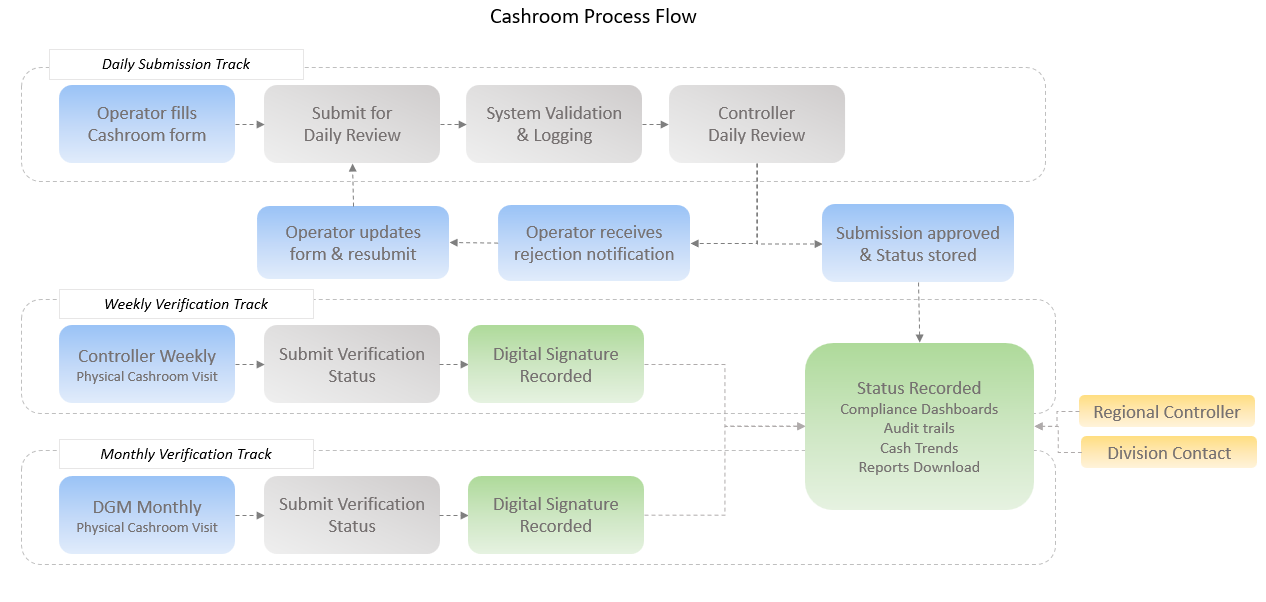 Cashroom Process Flow
Daily Submission Track
Operator fills
Cashroom form
Submit for
Daily Review
System Validation
& Logging
Controller
Daily Review
Operator updates
form & resubmit
Operator receives
rejection notification
Submission approved
& Status stored
Weekly Verification Track
Controller Weekly
Physical Cashroom Visit
Submit Verification
Status
Digital Signature
Recorded
Status Recorded
Compliance Dashboards
Audit trails
Cash Trends
Reports Download
Regional Controller
Division Contact
Monthly Verification Track
DGM Monthly
Physical Cashroom Visit
Submit Verification
Status
Digital Signature
Recorded